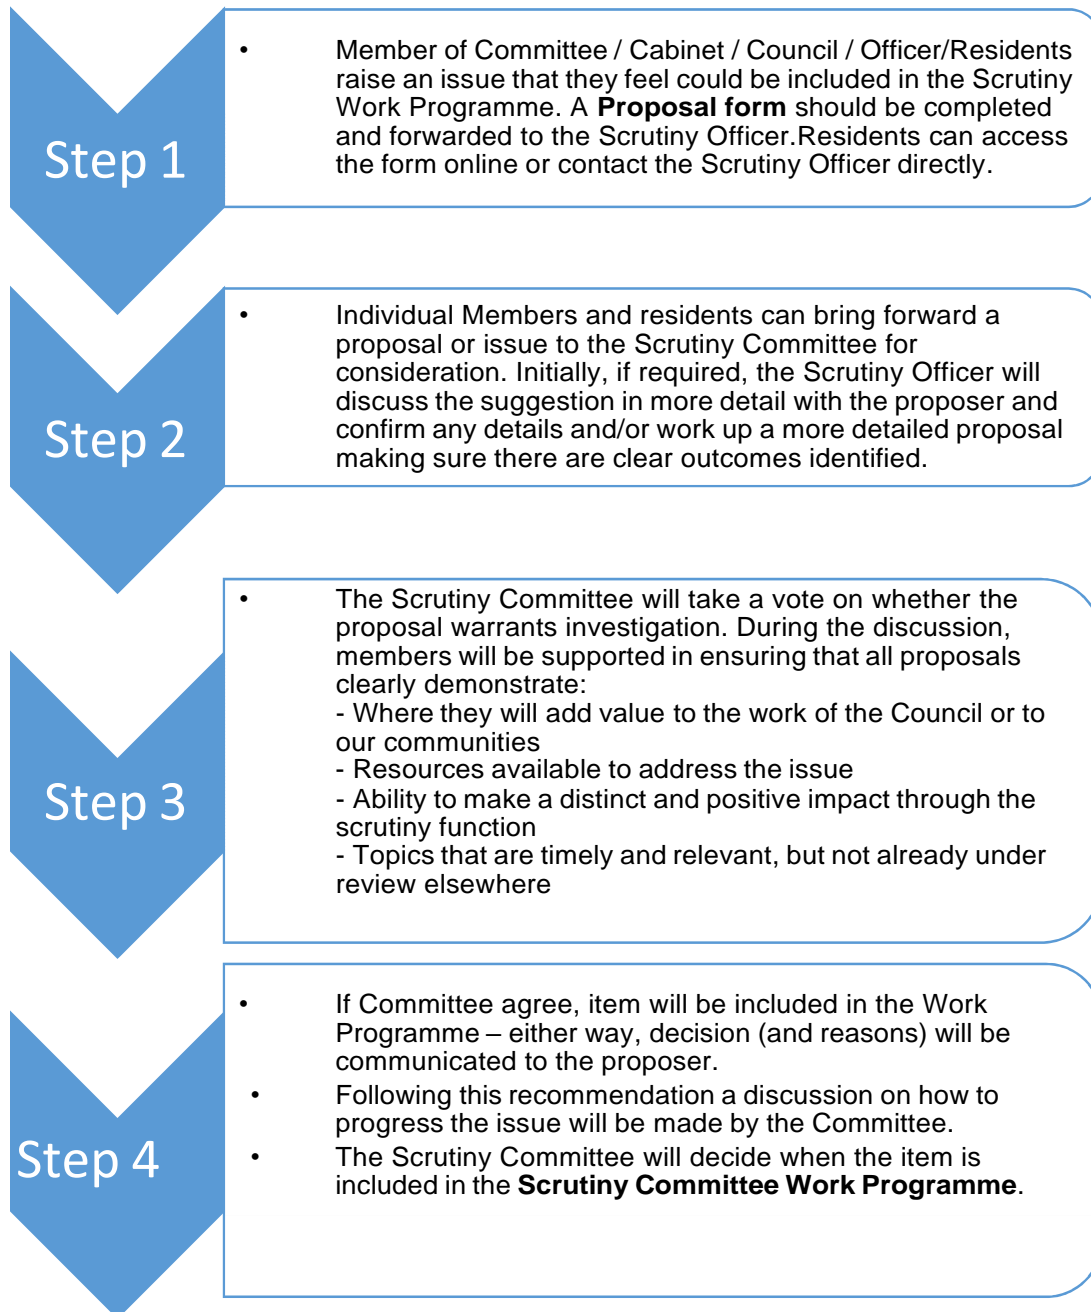 Step 1
• Member of Committee / Cabinet / Council / Officer/Residents
raise an issue that they feel could be included in the Scrutiny
Work Programme. A Proposal form should be completed
and forwarded to the Scrutiny Officer.Residents can access
the form online or contact the Scrutiny Officer directly.
Step 2
• Individual Members and residents can bring forward a
proposal or issue to the Scrutiny Committee for
consideration. Initially, if required, the Scrutiny Officer will
discuss the suggestion in more detail with the proposer and
confirm any details and/or work up a more detailed proposal
making sure there are clear outcomes identified.
Step 3
• The Scrutiny Committee will take a vote on whether the
proposal warrants investigation. During the discussion,
members will be supported in ensuring that all proposals
clearly demonstrate:
- Where they will add value to the work of the Council or to
our communities
- Resources available to address the issue
- Ability to make a distinct and positive impact through the
scrutiny function
- Topics that are timely and relevant, but not already under
review elsewhere
Step 4
• If Committee agree, item will be included in the Work
Programme – either way, decision (and reasons) will be
communicated to the proposer.
• Following this recommendation a discussion on how to
progress the issue will be made by the Committee.
• The Scrutiny Committee will decide when the item is
included in the Scrutiny Committee Work Programme.